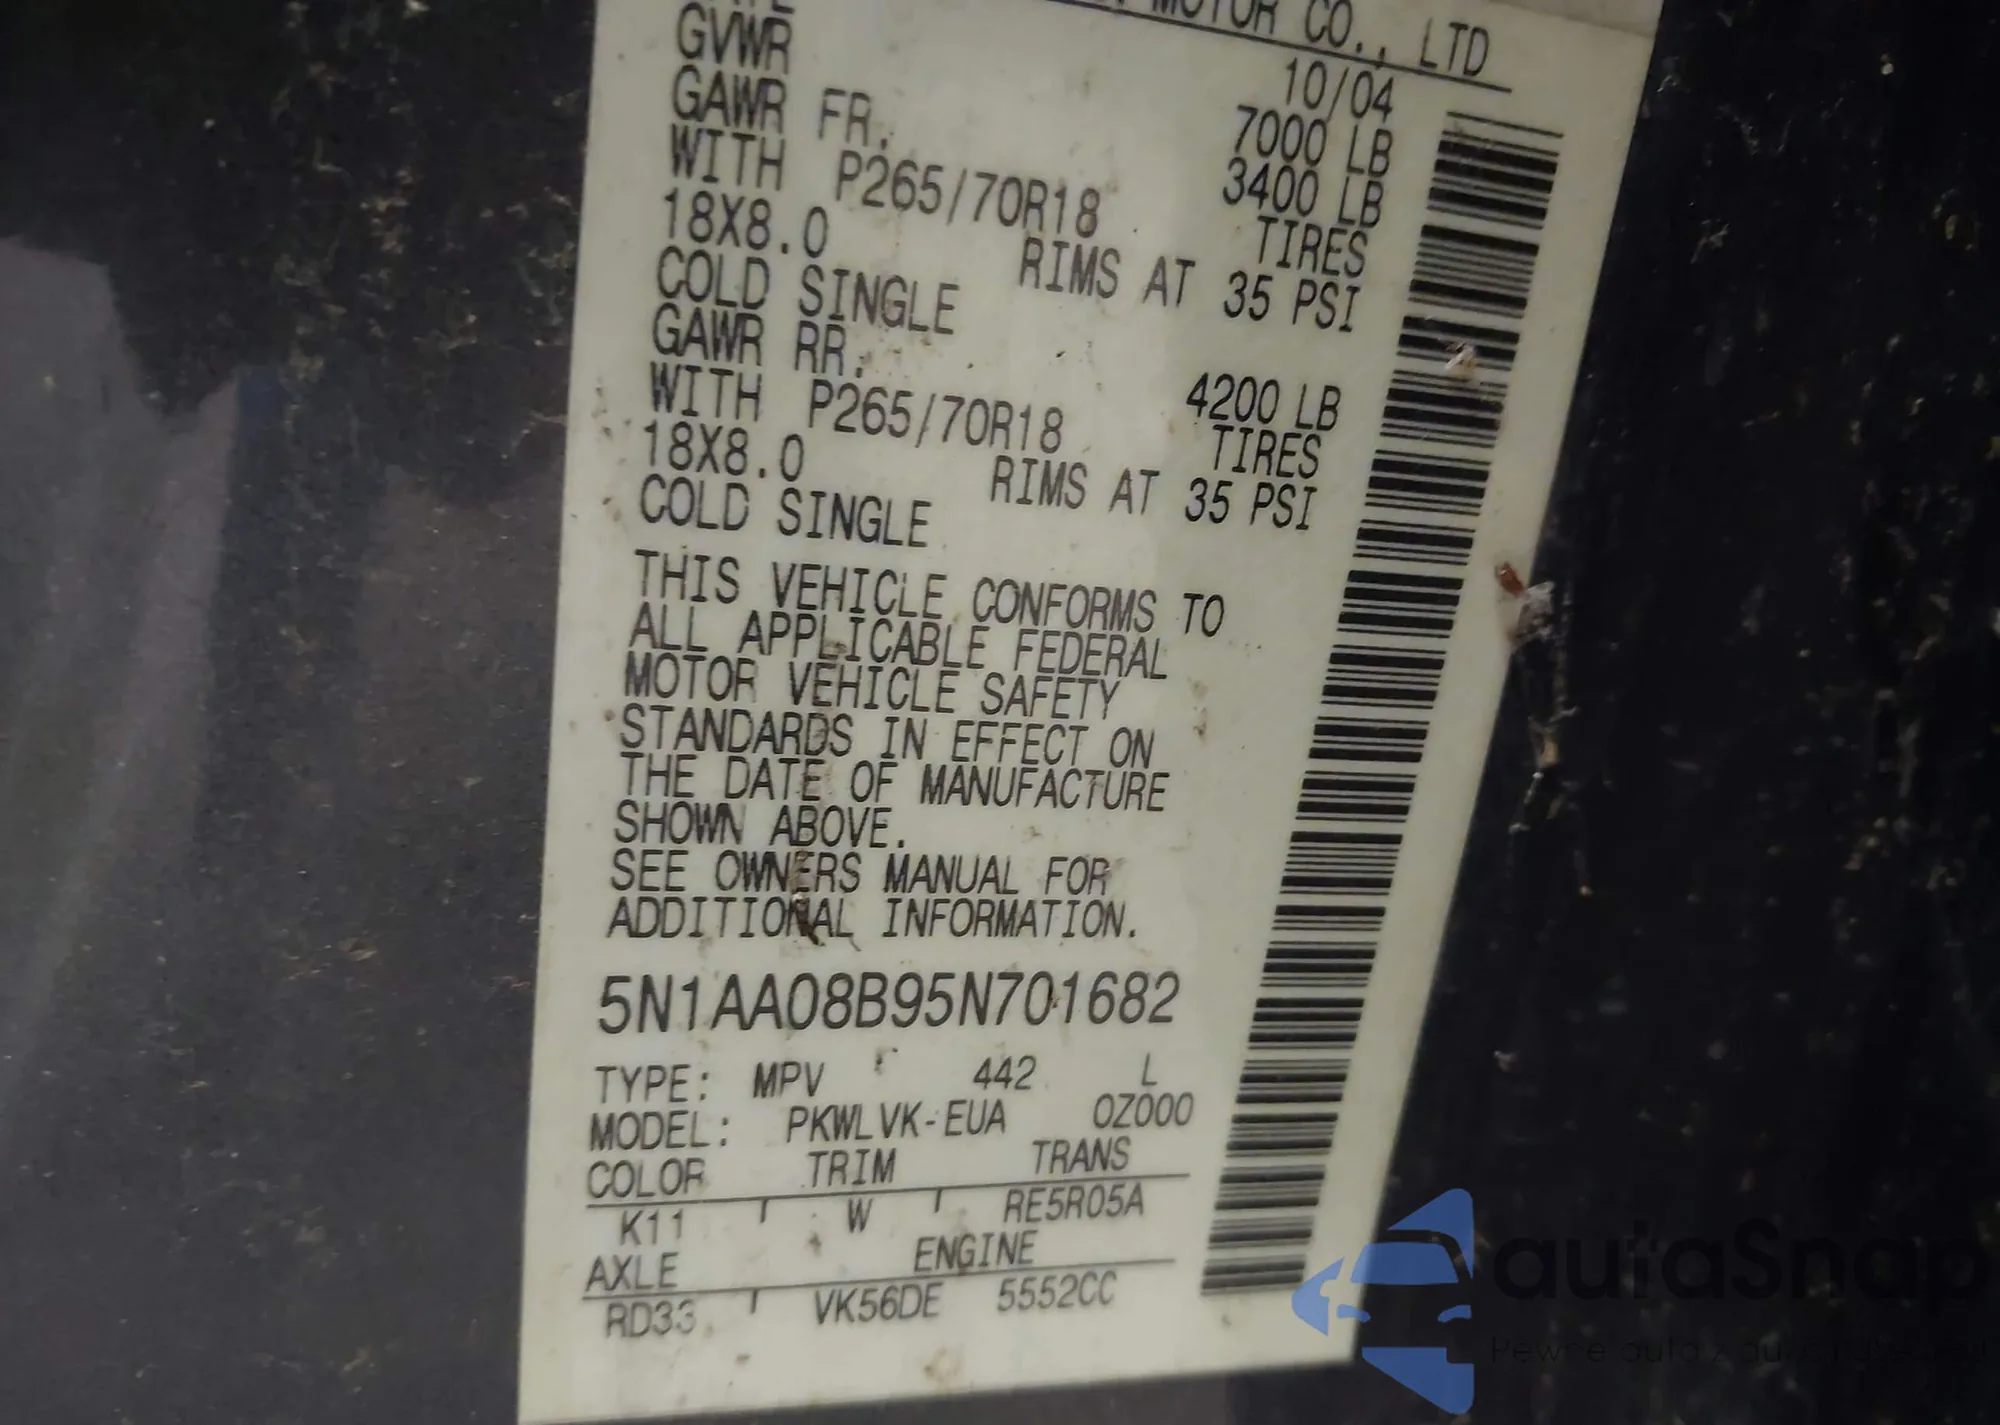 MOTOR CO., LTD
10/04
GVWR 7000 LB
GAWR FR. 3400 LB
WITH P265/70R18 TIRES
18X8.0 RIMS AT 35 PSI
COLD SINGLE
GAWR RR. 4200 LB
WITH P265/70R18 TIRES
18X8.0 RIMS AT 35 PSI
COLD SINGLE
THIS VEHICLE CONFORMS TO
ALL APPLICABLE FEDERAL
MOTOR VEHICLE SAFETY
STANDARDS IN EFFECT ON
THE DATE OF MANUFACTURE
SHOWN ABOVE.
SEE OWNERS MANUAL FOR
ADDITIONAL INFORMATION.
5N1AA08B95N701682
TYPE: MPV 442 L
MODEL: PKWLVK-EUA 0Z000
COLOR TRIM TRANS
K11 W RE5R05A
AXLE ENGINE
RD33 VK56DE 5552CC
autaSnap
Pewne auta z